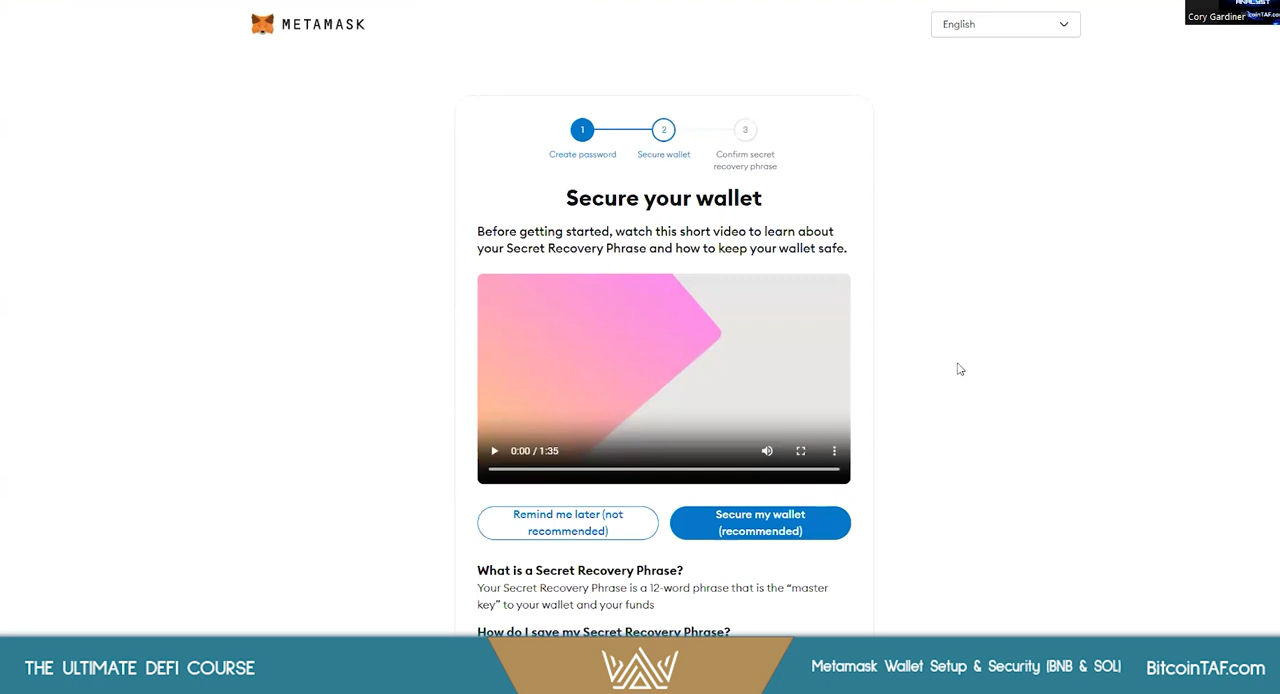 METAMASK
English
ANALYST
Cory Gardiner
1
2
3
Create password
Secure wallet
Confirm secret
recovery phrase
Secure your wallet
Before getting started, watch this short video to learn about
your Secret Recovery Phrase and how to keep your wallet safe.
0:00 / 1:35
Remind me later (not
recommended)
Secure my wallet
(recommended)
What is a Secret Recovery Phrase?
Your Secret Recovery Phrase is a 12-word phrase that is the “master
key” to your wallet and your funds
How do I save my Secret Recovery Phrase?
THE ULTIMATE DEFI COURSE
Metamask Wallet Setup & Security (BNB & SOL)
BitcoinTAF.com